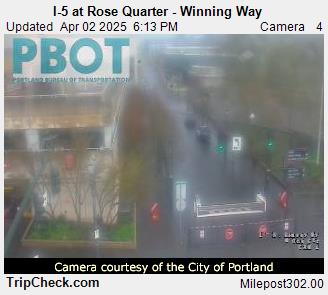 I-5 at Rose Quarter - Winning Way
Updated Apr 02 2025 6:13 PM Camera 4
PBOT
PORTLAND BUREAU OF TRANSPORTATION
Camera courtesy of the City of Portland
TripCheck.com Milepost302.00